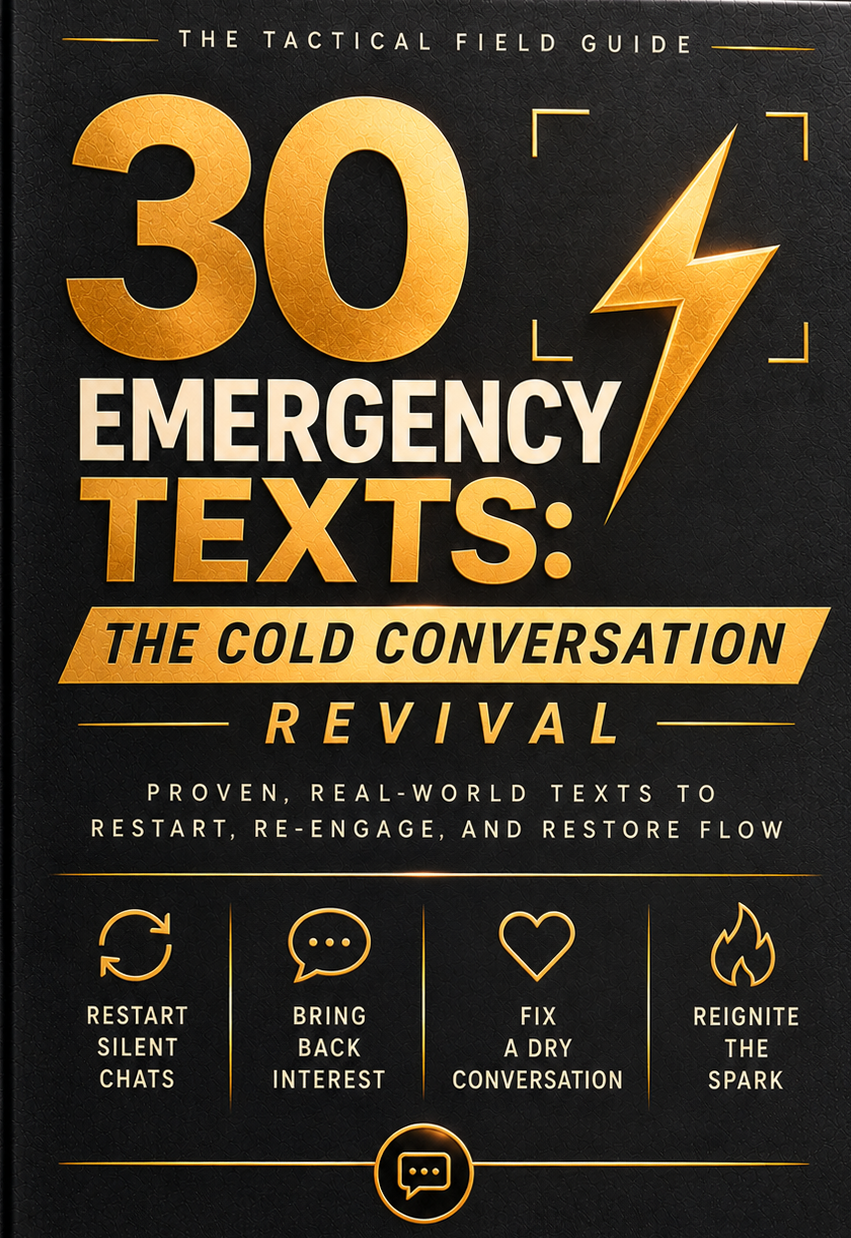 THE TACTICAL FIELD GUIDE
30
EMERGENCY
TEXTS:
THE COLD CONVERSATION
REVIVAL
PROVEN, REAL-WORLD TEXTS TO
RESTART, RE-ENGAGE, AND RESTORE FLOW
RESTART
SILENT
CHATS
BRING
BACK
INTEREST
FIX
A DRY
CONVERSATION
REIGNITE
THE
SPARK